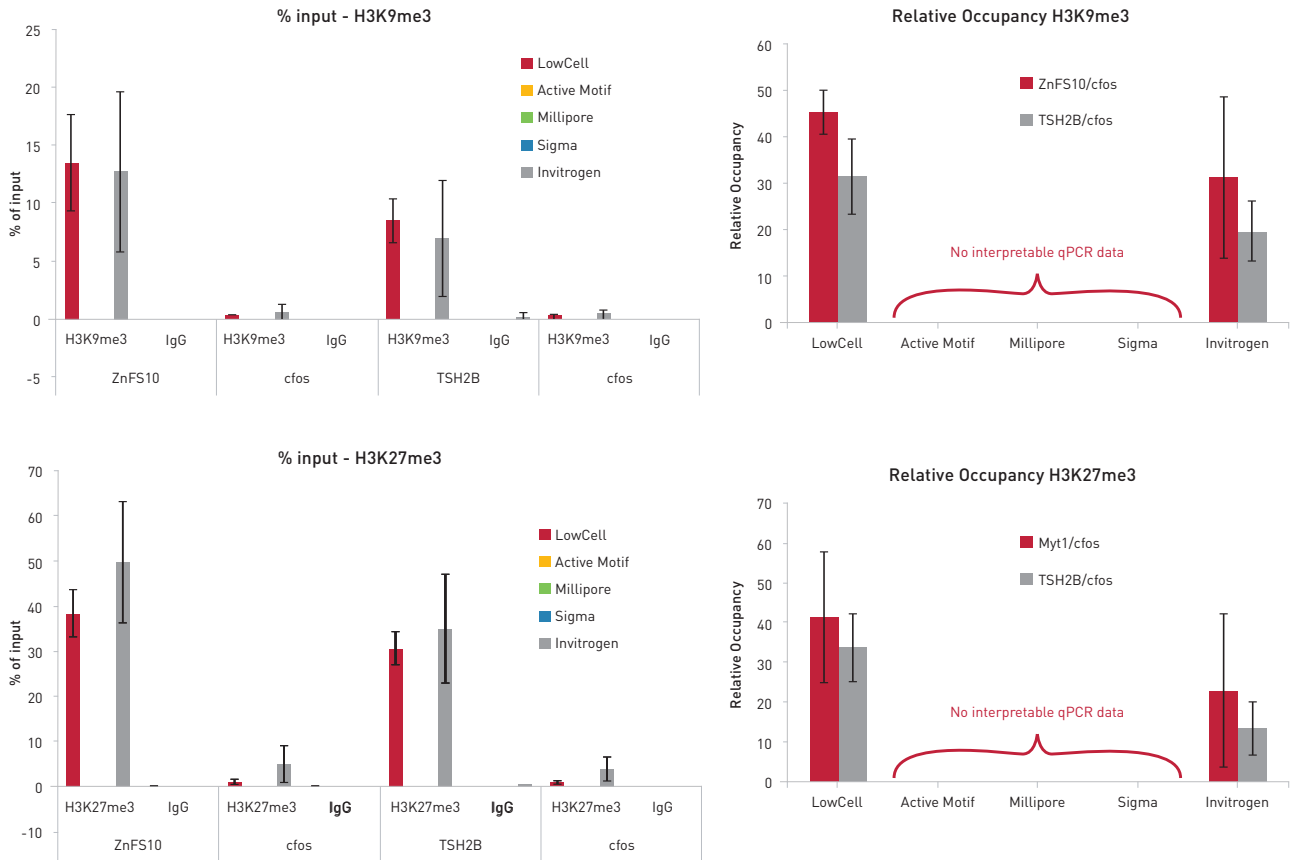 % input - H3K9me3
25
20
15
10
5
0
-5
% of input
LowCell
Active Motif
Millipore
Sigma
Invitrogen
H3K9me3 IgG H3K9me3 IgG H3K9me3 IgG H3K9me3 IgG
ZnFS10 cfos TSH2B cfos
Relative Occupancy H3K9me3
60
50
40
30
20
10
0
Relative Occupancy
ZnFS10/cfos
TSH2B/cfos
No interpretable qPCR data
LowCell Active Motif Millipore Sigma Invitrogen
% input - H3K27me3
70
60
50
40
30
20
10
0
-10
% of input
LowCell
Active Motif
Millipore
Sigma
Invitrogen
H3K27me3 IgG H3K27me3 IgG H3K27me3 IgG H3K27me3 IgG
ZnFS10 cfos TSH2B cfos
Relative Occupancy H3K27me3
70
60
50
40
30
20
10
0
Relative Occupancy
Myt1/cfos
TSH2B/cfos
No interpretable qPCR data
LowCell Active Motif Millipore Sigma Invitrogen